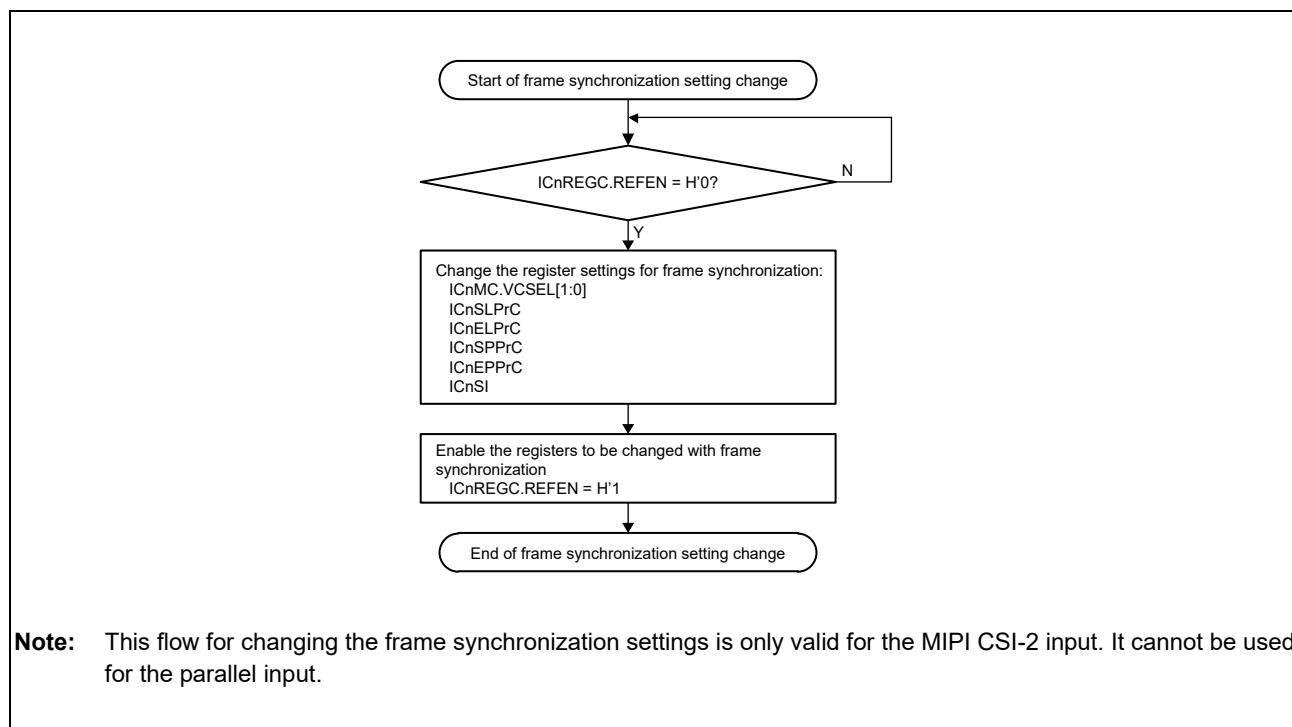 Start of frame synchronization setting change
ICnREGC.REFEN = H'0?
N
Y
Change the register settings for frame synchronization:
ICnMC.VCSEL[1:0]
ICnSLPrC
ICnELPrC
ICnSPPrC
ICnEPPrC
ICnSI
Enable the registers to be changed with frame
synchronization
ICnREGC.REFEN = H'1
End of frame synchronization setting change
Note: This flow for changing the frame synchronization settings is only valid for the MIPI CSI-2 input. It cannot be used
for the parallel input.